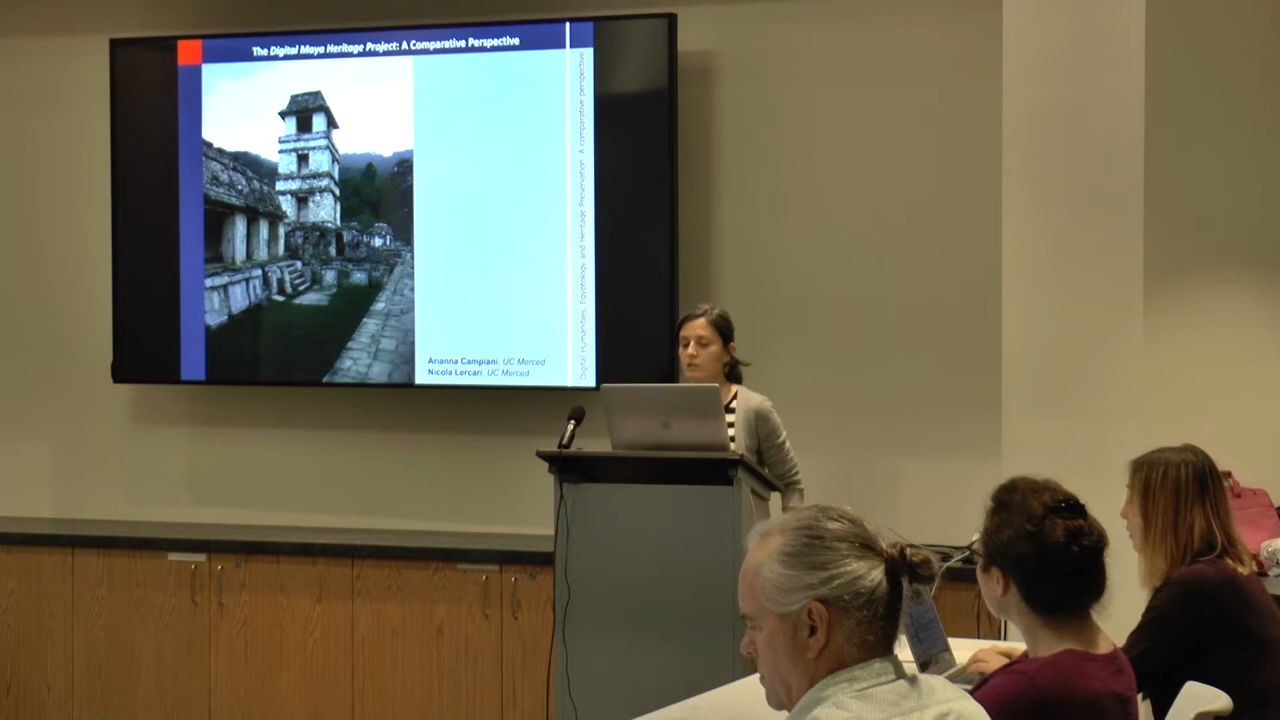 The Digital Maya Heritage Project: A Comparative Perspective
Digital Humanities, Egyptology and Heritage Preservation. A comparative perspective
Arianna Campiani, UC Merced
Nicola Lercari, UC Merced